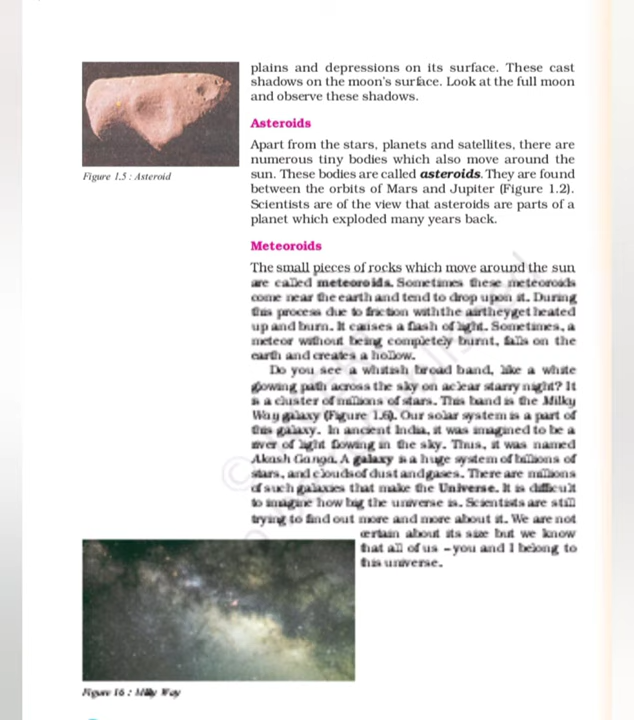 plains and depressions on its surface. These cast
shadows on the moon's surface. Look at the full moon
and observe these shadows.
Asteroids
Apart from the stars, planets and satellites, there are
numerous tiny bodies which also move around the
sun. These bodies are called asteroids. They are found
between the orbits of Mars and Jupiter (Figure 1.2).
Scientists are of the view that asteroids are parts of a
planet which exploded many years back.
Figure 1.5 : Asteroid
Meteoroids
The small pieces of rocks which move around the sun
are called meteoroids. Sometimes these meteoroids
come near the earth and tend to drop upon it. During
this process due to friction with the air they get heated
up and burn. It causes a flash of light. Sometimes, a
meteor without being completely burnt, falls on the
earth and creates a hollow.
Do you see a whitish broad band, like a white
glowing path across the sky on a clear starry night? It
is a cluster of millions of stars. This band is the Milky
Way galaxy (Figure 1.6). Our solar system is a part of
this galaxy. In ancient India, it was imagined to be a
river of light flowing in the sky. Thus, it was named
Akash Ganga. A galaxy is a huge system of billions of
stars, and clouds of dust and gases. There are millions
of such galaxies that make the Universe. It is difficult
to imagine how big the universe is. Scientists are still
trying to find out more and more about it. We are not
certain about its size but we know
that all of us – you and I belong to
this universe.
Figure 1.6 : Milky Way